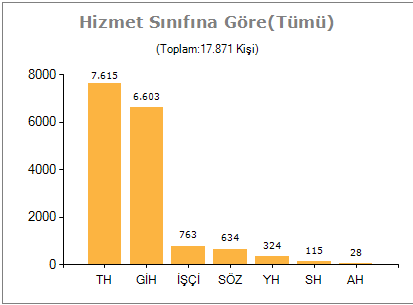 Hizmet Sınıfına Göre(Tümü)
(Toplam:17.871 Kişi)
8000
6000
4000
2000
0
7.615
6.603
763
634
324
115
28
TH
GİH
İŞÇİ
SÖZ
YH
SH
AH